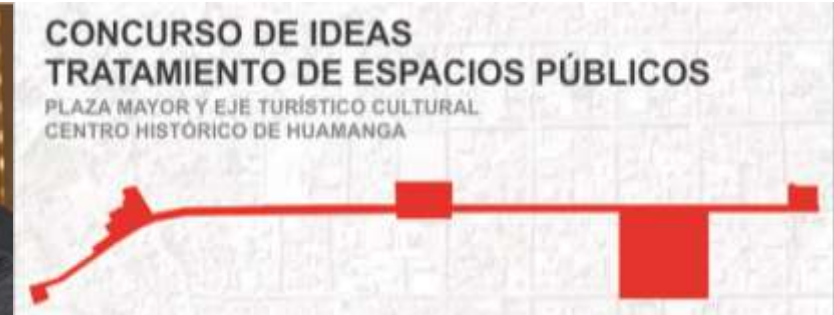 CONCURSO DE IDEAS
TRATAMIENTO DE ESPACIOS PÚBLICOS
PLAZA MAYOR Y EJE TURÍSTICO CULTURAL
CENTRO HISTÓRICO DE HUAMANGA